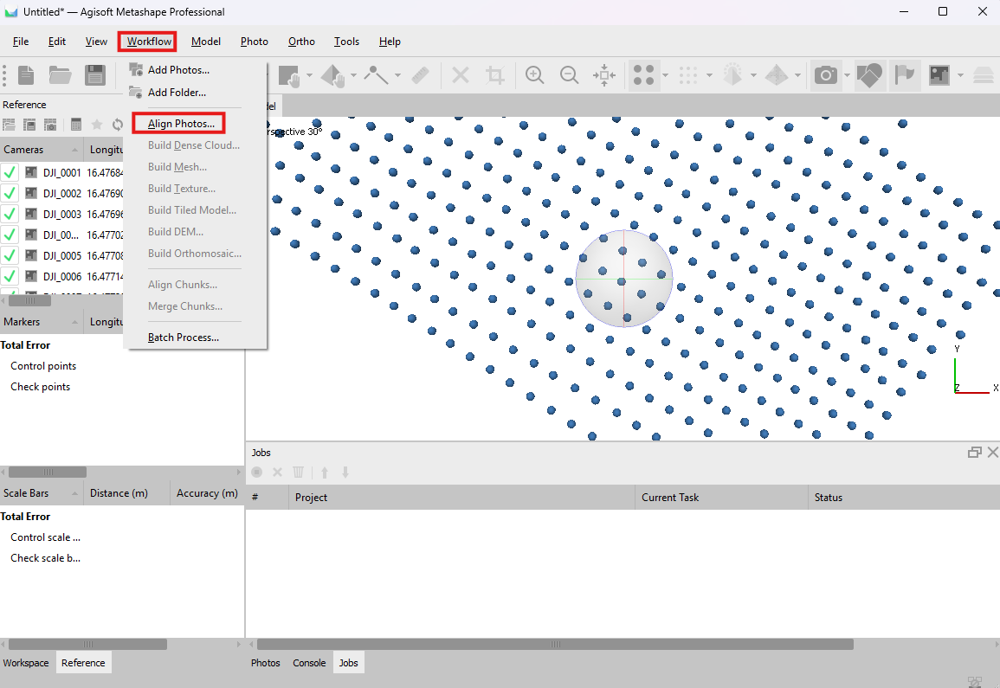 Untitled* — Agisoft Metashape Professional
File Edit View Workflow Model Photo Ortho Tools Help
Add Photos...
Add Folder...
Align Photos...
Build Dense Cloud...
Build Mesh...
Build Texture...
Build Tiled Model...
Build DEM...
Build Orthomosaic...
Align Chunks...
Merge Chunks...
Batch Process...
Reference
Cameras Longitu
DJI_0001 16.47684
DJI_0002 16.47690
DJI_0003 16.47696
DJI_00... 16.47702
DJI_0005 16.47708
DJI_0006 16.47714
Markers Longitu
Total Error
Control points
Check points
Scale Bars Distance (m) Accuracy (m)
Total Error
Control scale ...
Check scale b...
Workspace Reference
del
rspective 30°
Y
Z X
Jobs
# Project Current Task Status
Photos Console Jobs